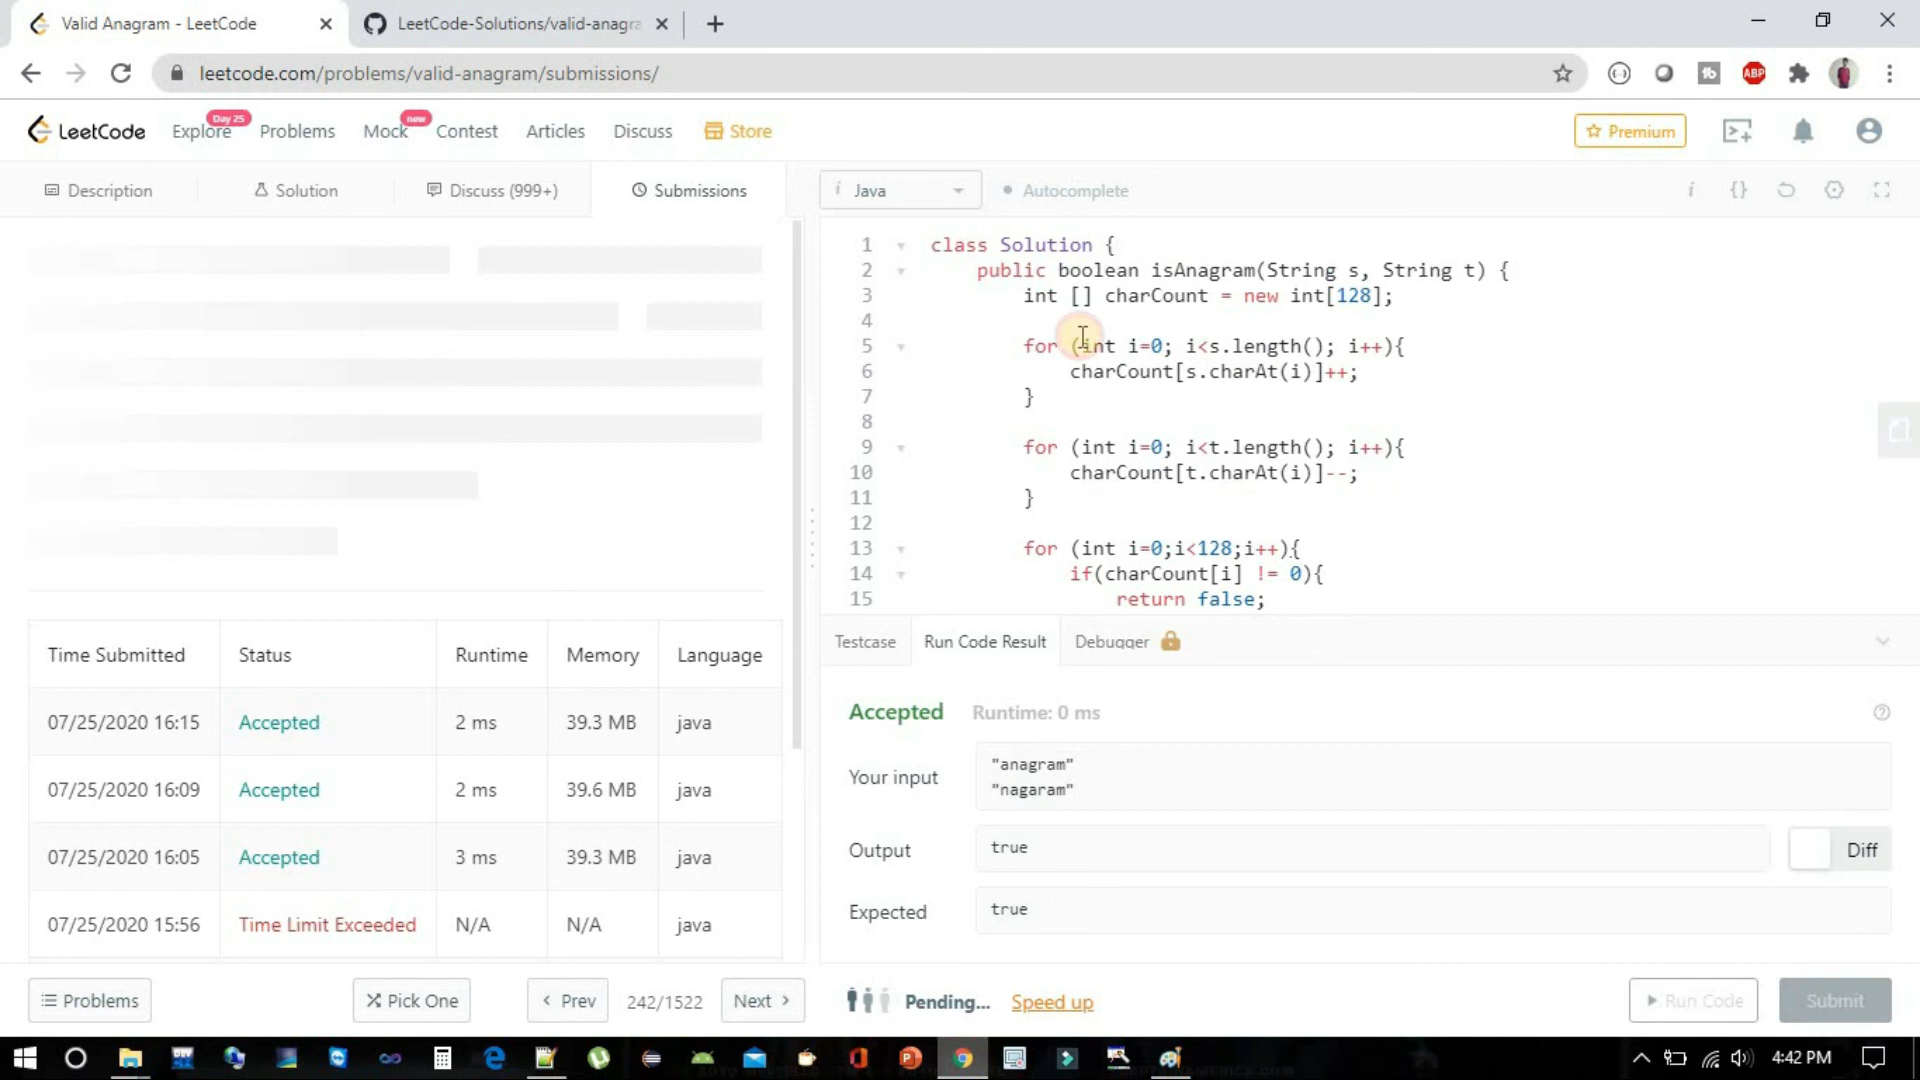 Valid Anagram - LeetCode
LeetCode-Solutions/valid-anagra
leetcode.com/problems/valid-anagram/submissions/
ABP
LeetCode
Explore
Day 25
Problems
Mock
new
Contest
Articles
Discuss
Store
Premium
Description
Solution
Discuss (999+)
Submissions
i Java
Autocomplete
1 class Solution {
2 public boolean isAnagram(String s, String t) {
3 int [] charCount = new int[128];
4
5 for (int i=0; i<s.length(); i++){
6 charCount[s.charAt(i)]++;
7 }
8
9 for (int i=0; i<t.length(); i++){
10 charCount[t.charAt(i)]--;
11 }
12
13 for (int i=0;i<128;i++){
14 if(charCount[i] != 0){
15 return false;
Time Submitted Status Runtime Memory Language
07/25/2020 16:15 Accepted 2 ms 39.3 MB java
07/25/2020 16:09 Accepted 2 ms 39.6 MB java
07/25/2020 16:05 Accepted 3 ms 39.3 MB java
07/25/2020 15:56 Time Limit Exceeded N/A N/A java
Testcase Run Code Result Debugger
Accepted Runtime: 0 ms
Your input
"anagram"
"nagaram"
Output true Diff
Expected true
Problems
Pick One
Prev
242/1522
Next
Pending...
Speed up
Run Code
Submit
4:42 PM